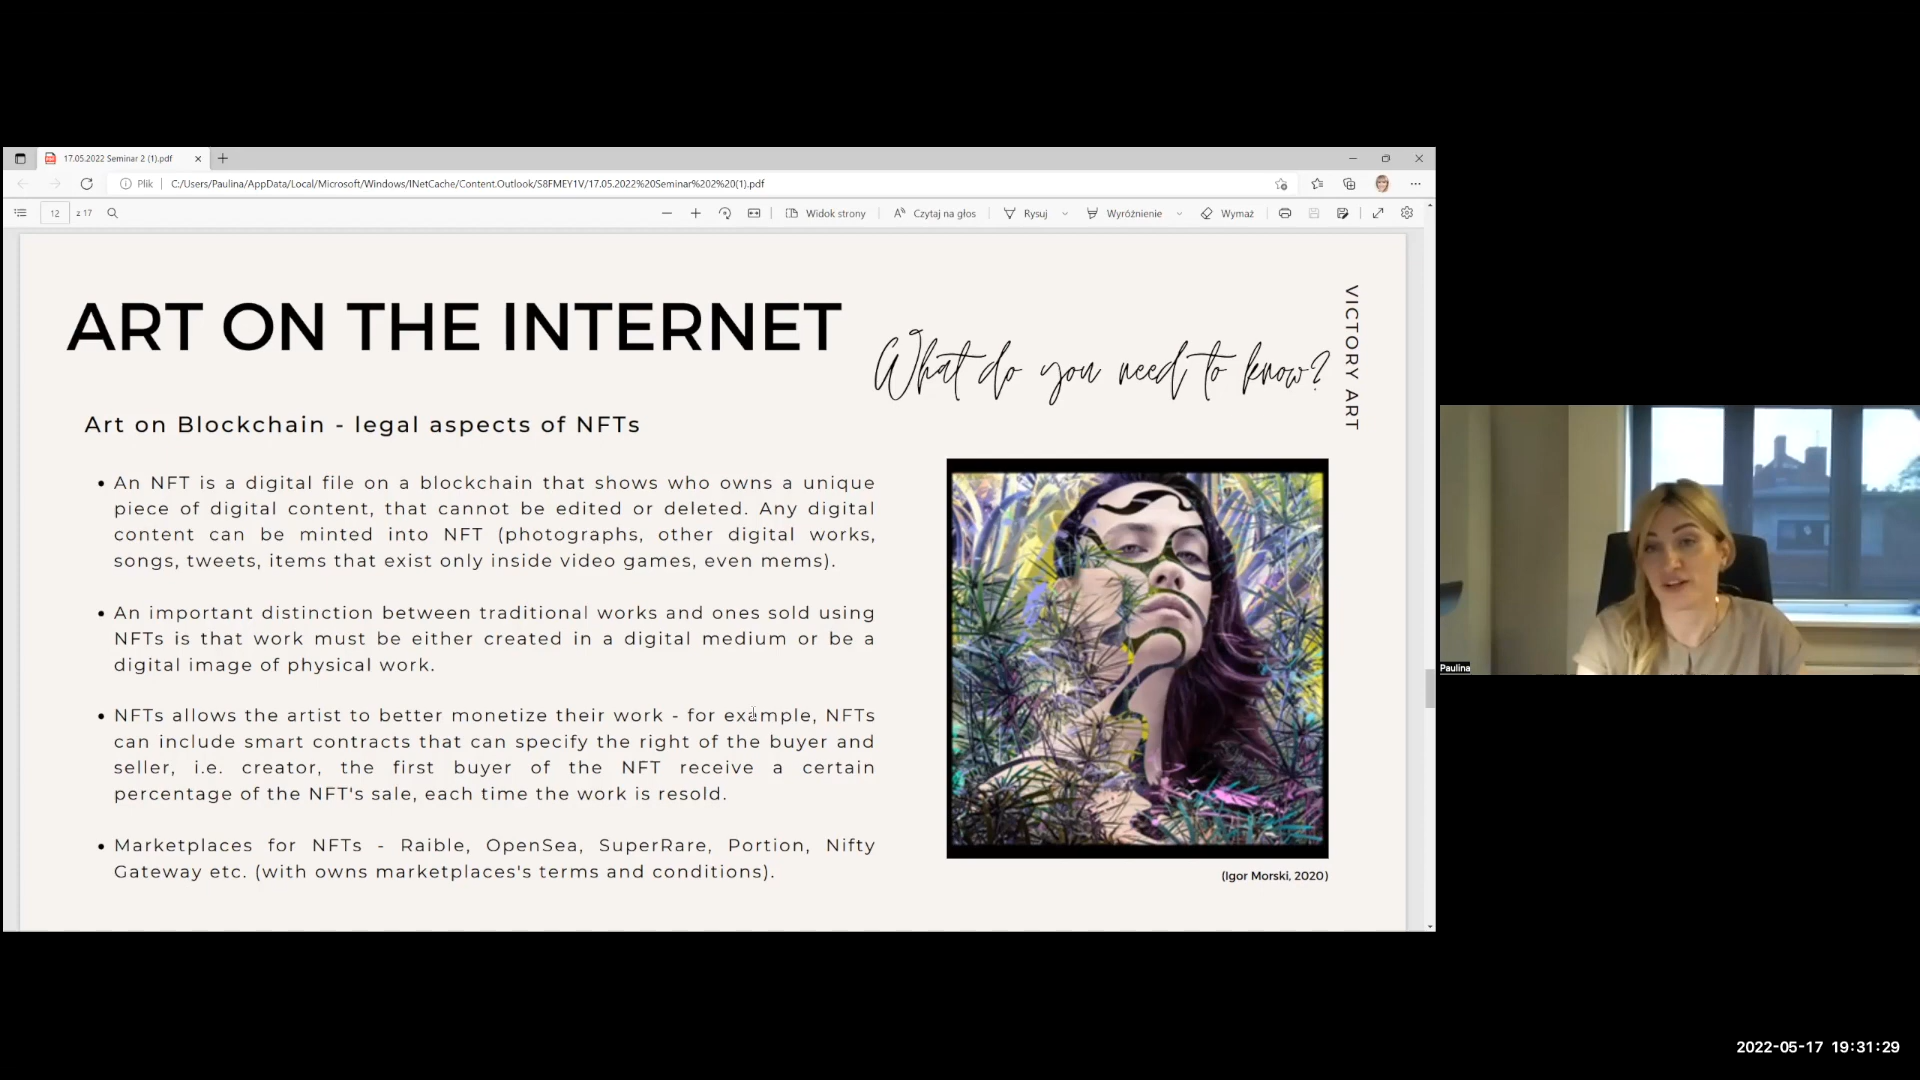 17.05.2022 Seminar 2 (1).pdf
Plik
C:/Users/Paulina/AppData/Local/Microsoft/Windows/INetCache/Content.Outlook/S8FMEY1V/17.05.2022%20Seminar%202%20(1).pdf
12 z 17
Widok strony
Czytaj na głos
Rysuj
Wyróżnienie
Wymaż
ART ON THE INTERNET
What do you need to know?
VICTORY ART
Art on Blockchain - legal aspects of NFTs
• An NFT is a digital file on a blockchain that shows who owns a unique
piece of digital content, that cannot be edited or deleted. Any digital
content can be minted into NFT (photographs, other digital works,
songs, tweets, items that exist only inside video games, even mems).
• An important distinction between traditional works and ones sold using
NFTs is that work must be either created in a digital medium or be a
digital image of physical work.
• NFTs allows the artist to better monetize their work - for example, NFTs
can include smart contracts that can specify the right of the buyer and
seller, i.e. creator, the first buyer of the NFT receive a certain
percentage of the NFT's sale, each time the work is resold.
• Marketplaces for NFTs - Raible, OpenSea, SuperRare, Portion, Nifty
Gateway etc. (with owns marketplaces's terms and conditions).
(Igor Morski, 2020)
Paulina
2022-05-17 19:31:29